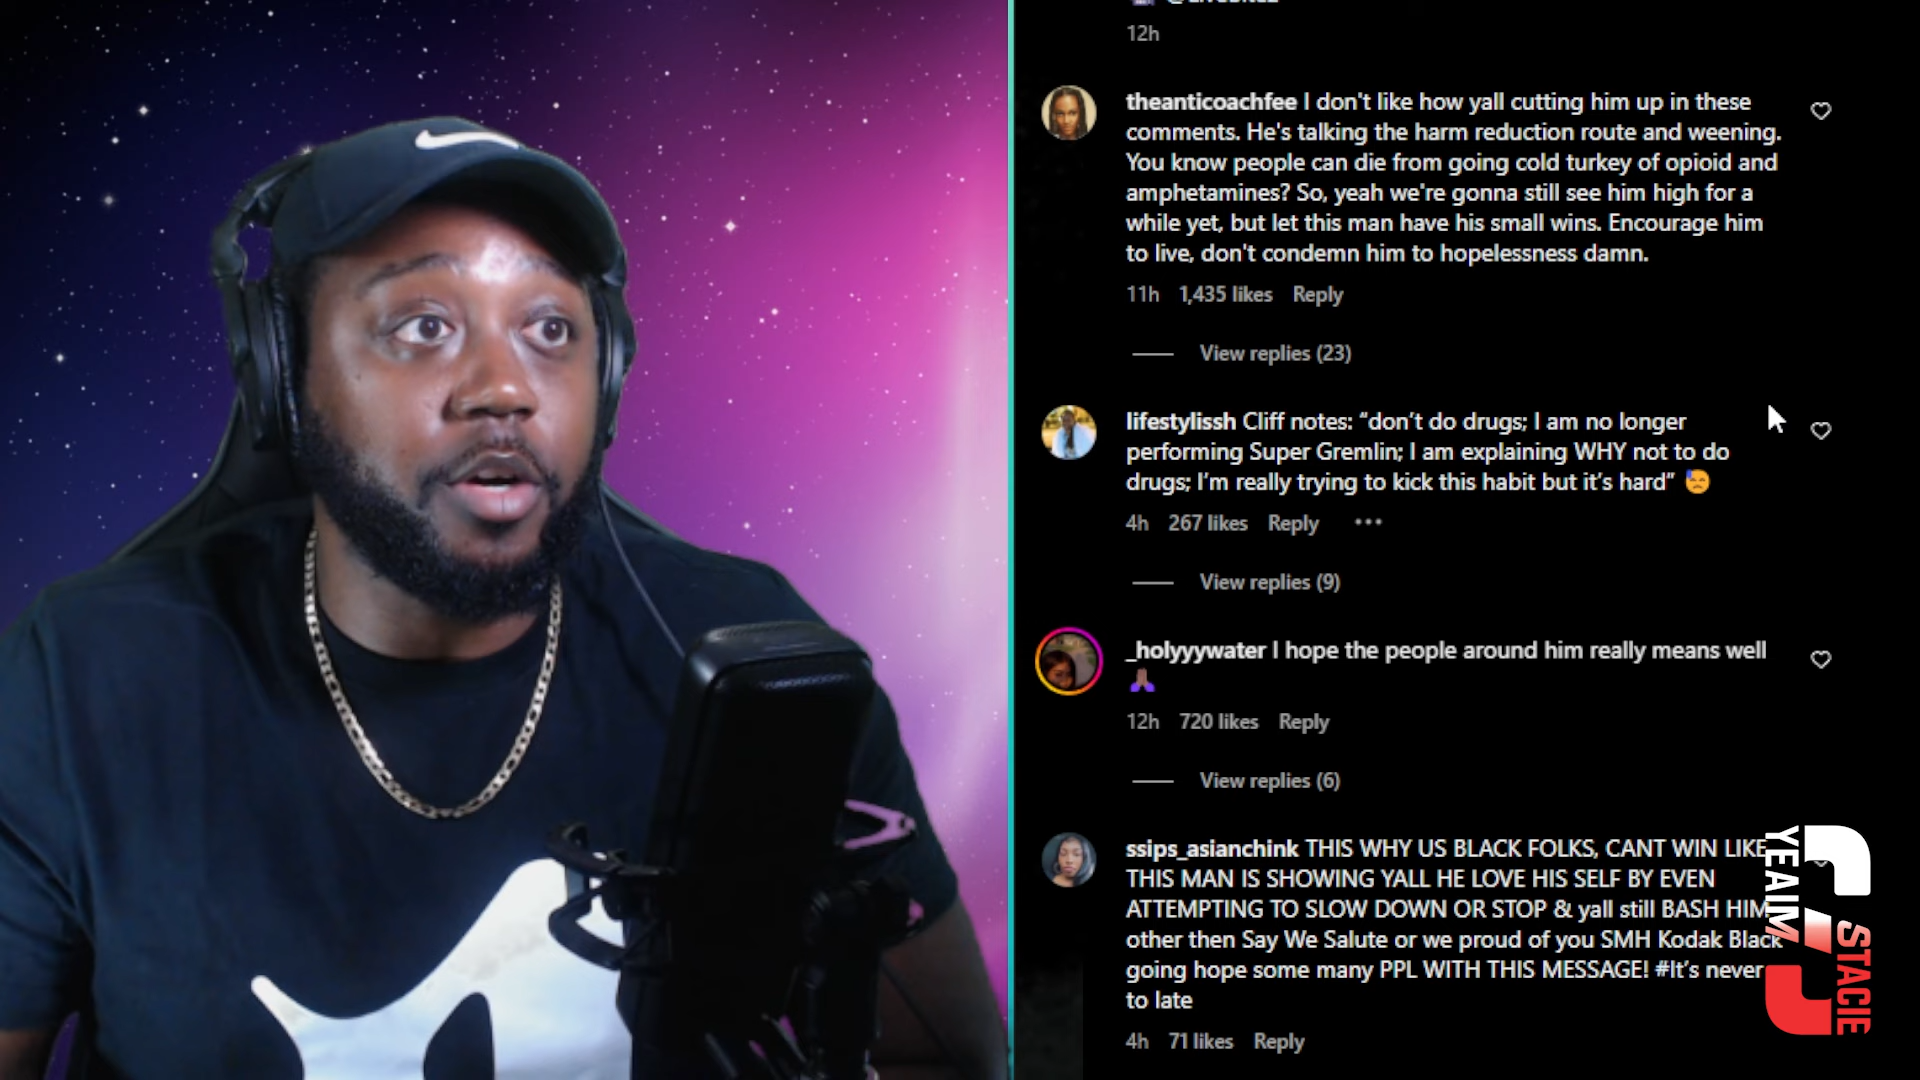 12h
theanticoachfee I don't like how yall cutting him up in these
comments. He's talking the harm reduction route and weening.
You know people can die from going cold turkey of opioid and
amphetamines? So, yeah we're gonna still see him high for a
while yet, but let this man have his small wins. Encourage him
to live, don't condemn him to hopelessness damn.
11h 1,435 likes Reply
View replies (23)
lifestylissh Cliff notes: “don’t do drugs; I am no longer
performing Super Gremlin; I am explaining WHY not to do
drugs; I’m really trying to kick this habit but it’s hard” 😓
4h 267 likes Reply •••
View replies (9)
_holyyywater I hope the people around him really means well
🙏🏾
12h 720 likes Reply
View replies (6)
ssips_asianchink THIS WHY US BLACK FOLKS, CANT WIN LIKE
THIS MAN IS SHOWING YALL HE LOVE HIS SELF BY EVEN
ATTEMPTING TO SLOW DOWN OR STOP & yall still BASH HIM
other then Say We Salute or we proud of you SMH Kodak Black
going hope some many PPL WITH THIS MESSAGE! #It’s never
to late
4h 71 likes Reply
YEAIM
STACIE